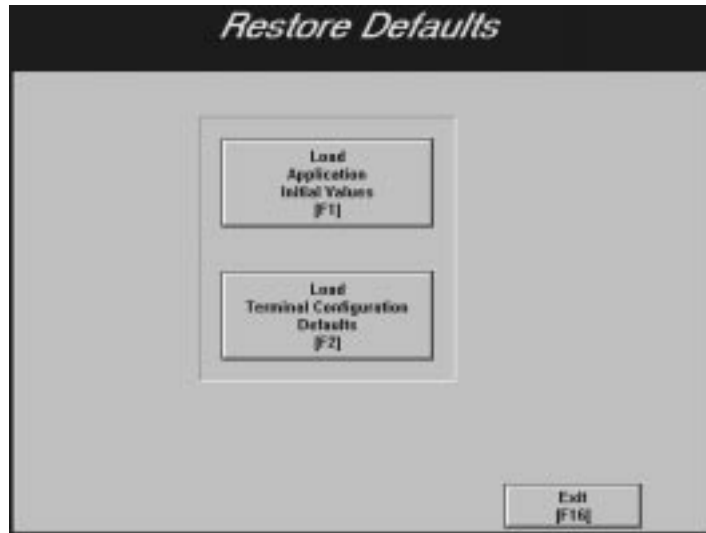 Restore Defaults
Load
Application
Initial Values
[F1]
Load
Terminal Configuration
Defaults
[F2]
Exit
[F16]